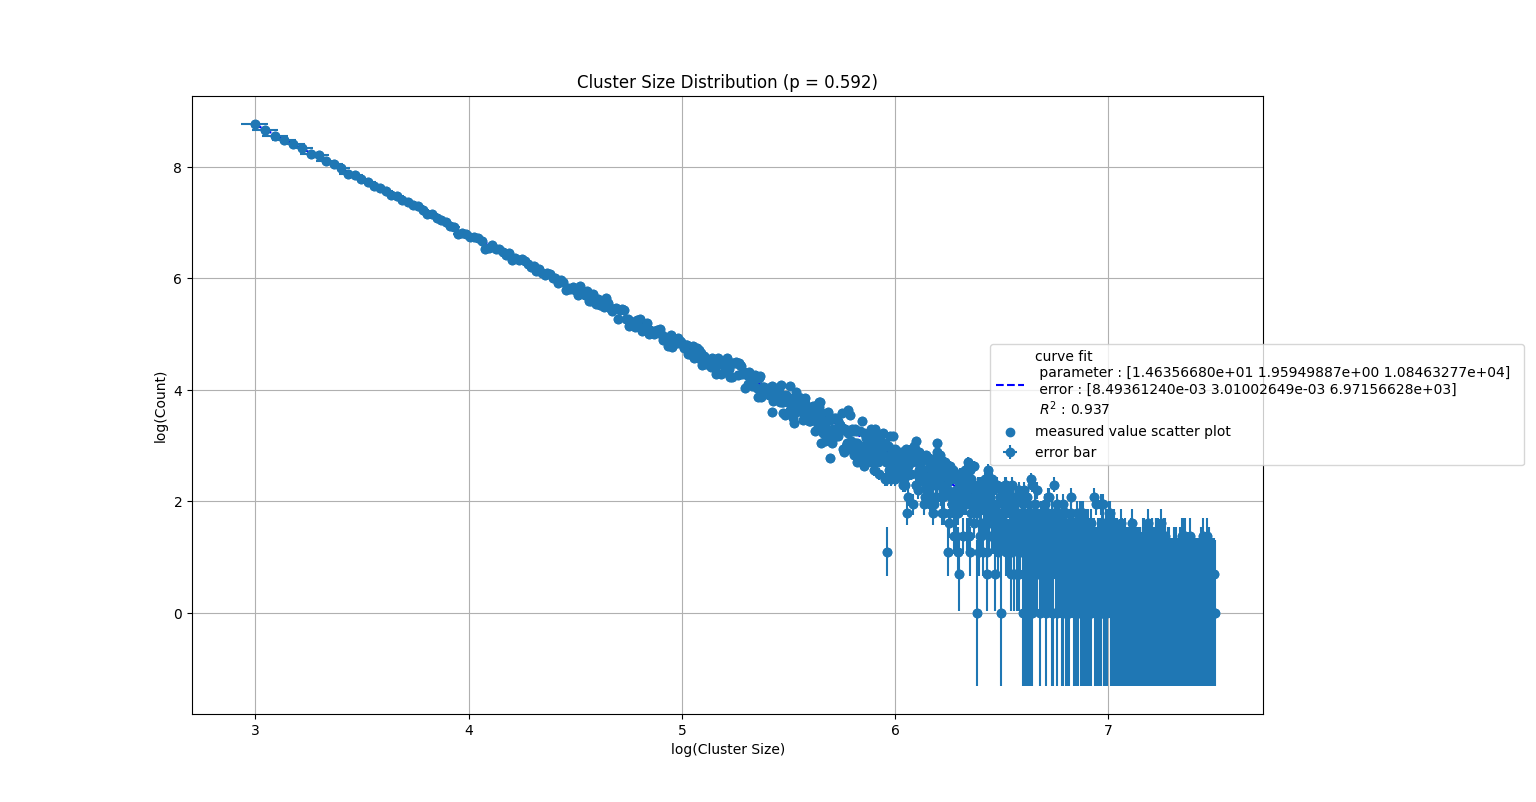 Cluster Size Distribution (p = 0.592)
log(Count)
8
6
4
2
0
curve fit
parameter : [1.46356680e+01 1.95949887e+00 1.08463277e+04]
error : [8.49361240e-03 3.01002649e-03 6.97156628e+03]
R² : 0.937
measured value scatter plot
error bar
3 4 5 6 7
log(Cluster Size)